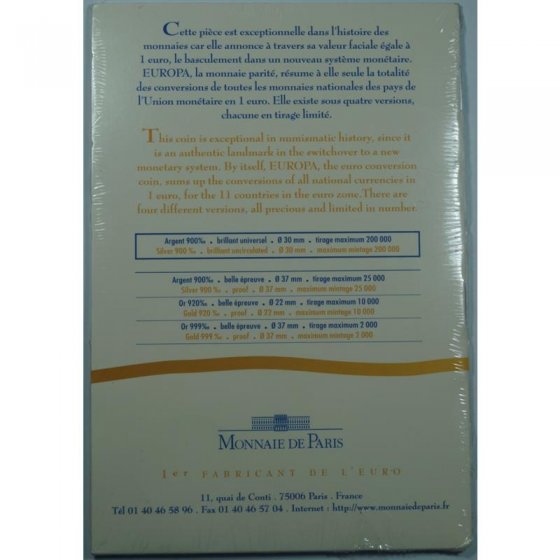 Cette pièce est exceptionnelle dans l'histoire des
monnaies car elle annonce à travers sa valeur faciale égale à
1 euro, le basculement dans un nouveau système monétaire.
EUROPA, la monnaie parité, résume à elle seule la totalité
des conversions de toutes les monnaies nationales des pays de
l'Union monétaire en 1 euro. Elle existe sous quatre versions,
chacune en tirage limité.
This coin is exceptional in numismatic history, since it
is an authentic landmark in the switchover to a new
monetary system. By itself, EUROPA, the euro conversion
coin, sums up the conversions of all national currencies in
1 euro, for the 11 countries in the euro zone. There are
four different versions, all precious and limited in number.
Argent 900‰ . brillant universel . Ø 30 mm . tirage maximum 200 000
Silver 900 ‰ . brilliant uncirculated . Ø 30 mm . maximum mintage 200 000
Argent 900‰ . belle épreuve . Ø 37 mm . tirage maximum 25 000
Silver 900 ‰ . proof . Ø 37 mm . maximum mintage 25 000
Or 920‰ . belle épreuve . Ø 22 mm . tirage maximum 10 000
Gold 920 ‰ . proof . Ø 22 mm . maximum mintage 10 000
Or 999‰ . belle épreuve . Ø 37 mm . tirage maximum 2 000
Gold 999 ‰ . proof . Ø 37 mm . maximum mintage 2 000
MONNAIE DE PARIS
1er FABRICANT DE L'EURO
11, quai de Conti . 75006 Paris . France
Tél 01 40 46 58 96 . Fax 01 40 46 57 04 . Internet : http://www.monnaiedeparis.fr